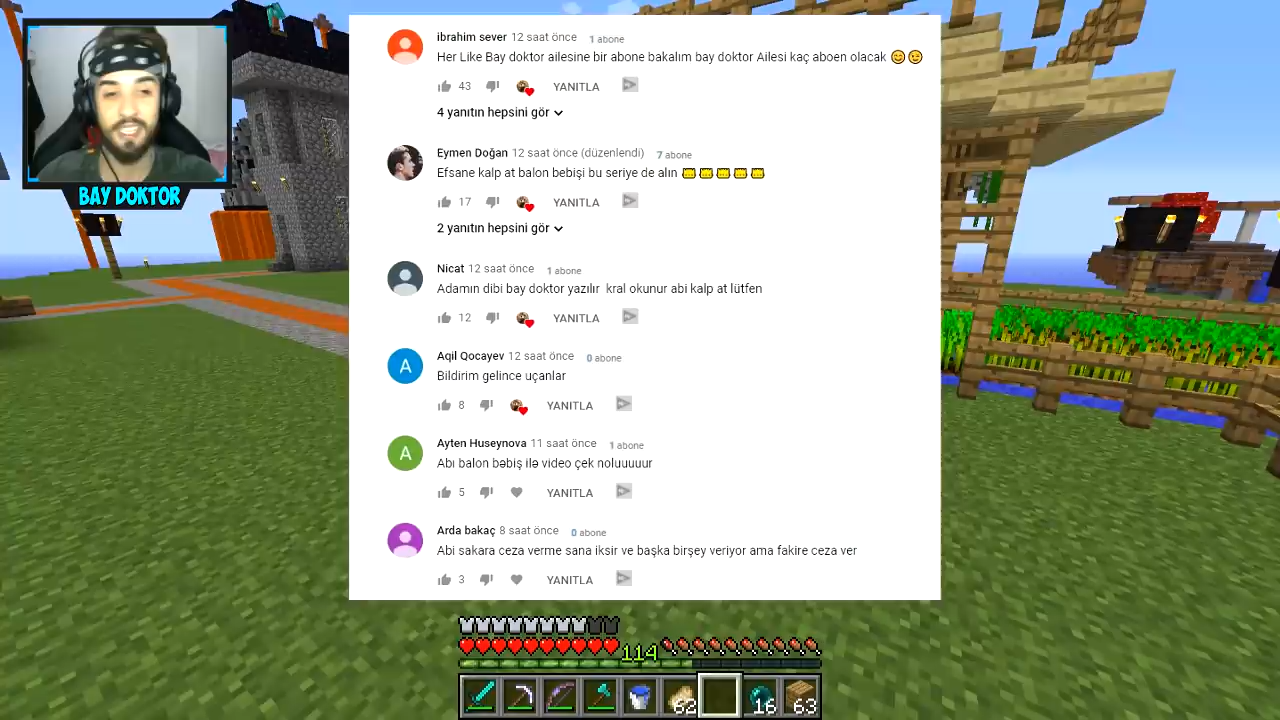 BAY DOKTOR
ibrahim sever 12 saat önce 1 abone
Her Like Bay doktor ailesine bir abone bakalım bay doktor Ailesi kaç aboen olacak 😊😉
43 YANITLA
4 yanıtın hepsini gör
Eymen Doğan 12 saat önce (düzenlendi) 7 abone
Efsane kalp at balon bebişi bu seriye de alın
17 YANITLA
2 yanıtın hepsini gör
Nicat 12 saat önce 1 abone
Adamın dibi bay doktor yazılır kral okunur abi kalp at lütfen
12 YANITLA
A
Aqil Qocayev 12 saat önce 0 abone
Bildirim gelince uçanlar
8 YANITLA
A
Ayten Huseynova 11 saat önce 1 abone
Abı balon bəbiş ilə video çek noluuuuur
5 YANITLA
Arda bakaç 8 saat önce 0 abone
Abi sakara ceza verme sana iksir ve başka birşey veriyor ama fakire ceza ver
3 YANITLA
114
62 16 63